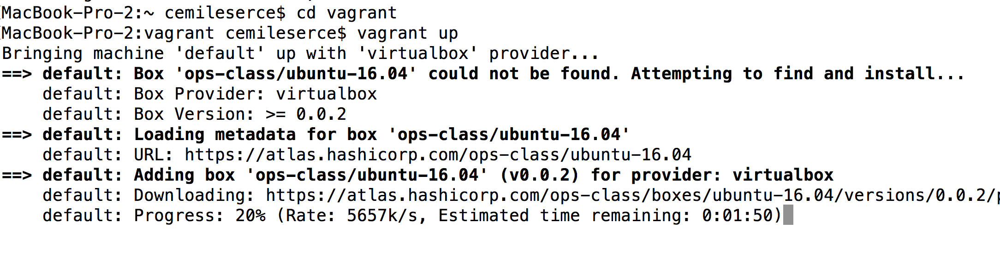 MacBook-Pro-2:~ cemileserce$ cd vagrant
MacBook-Pro-2:vagrant cemileserce$ vagrant up
Bringing machine 'default' up with 'virtualbox' provider...
==> default: Box 'ops-class/ubuntu-16.04' could not be found. Attempting to find and install...
default: Box Provider: virtualbox
default: Box Version: >= 0.0.2
==> default: Loading metadata for box 'ops-class/ubuntu-16.04'
default: URL: https://atlas.hashicorp.com/ops-class/ubuntu-16.04
==> default: Adding box 'ops-class/ubuntu-16.04' (v0.0.2) for provider: virtualbox
default: Downloading: https://atlas.hashicorp.com/ops-class/boxes/ubuntu-16.04/versions/0.0.2/p
default: Progress: 20% (Rate: 5657k/s, Estimated time remaining: 0:01:50)